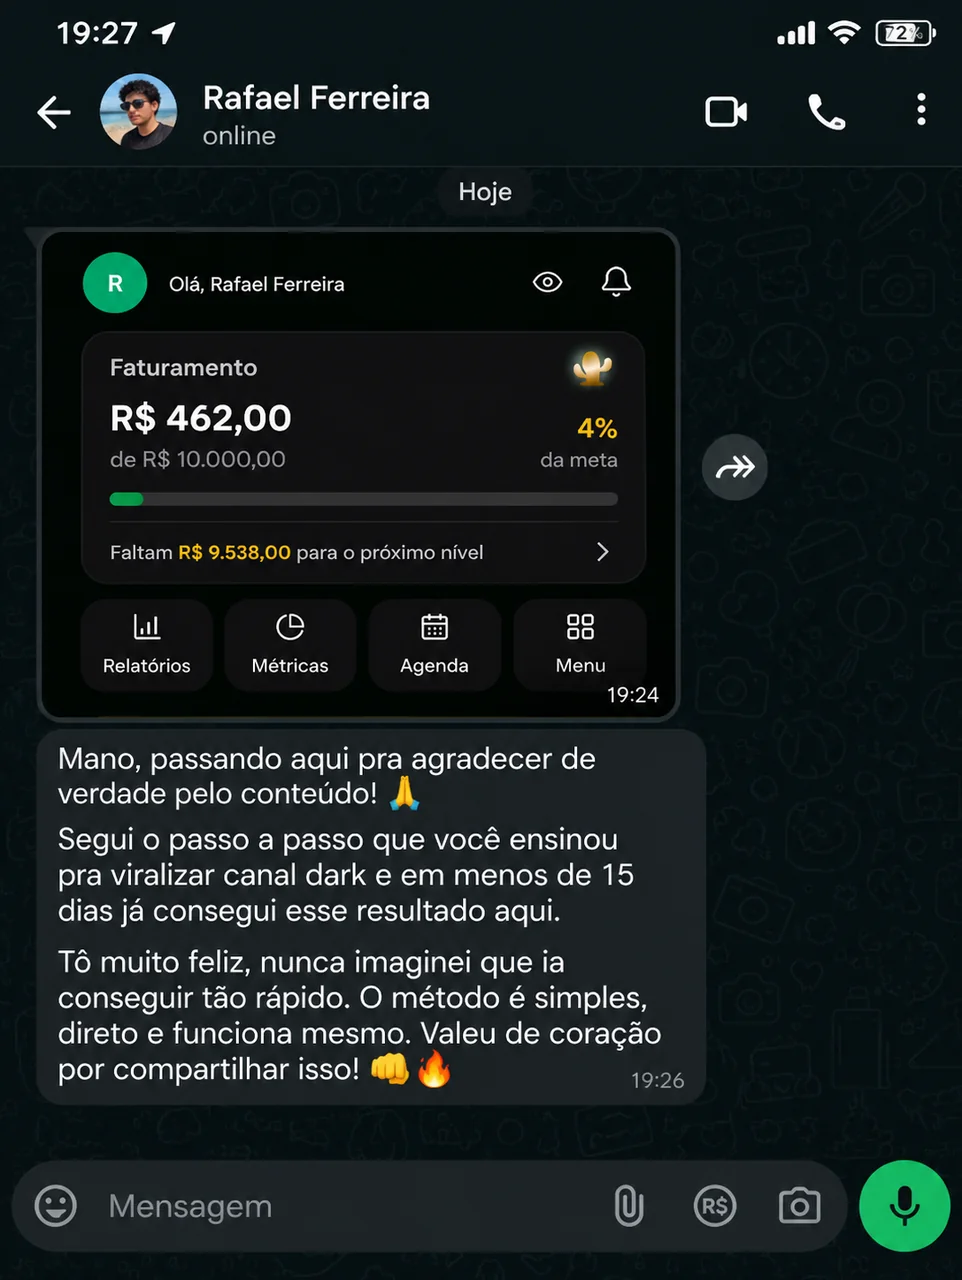 19:27
72%
Rafael Ferreira
online
Hoje
R
Olá, Rafael Ferreira
Faturamento
R$ 462,00
4%
de R$ 10.000,00
da meta
Faltam R$ 9.538,00 para o próximo nível
Relatórios
Métricas
Agenda
Menu
19:24
Mano, passando aqui pra agradecer de
verdade pelo conteúdo! 🙏
Segui o passo a passo que você ensinou
pra viralizar canal dark e em menos de 15
dias já consegui esse resultado aqui.
Tô muito feliz, nunca imaginei que ia
conseguir tão rápido. O método é simples,
direto e funciona mesmo. Valeu de coração
por compartilhar isso! 👊🔥
19:26
Mensagem
R$